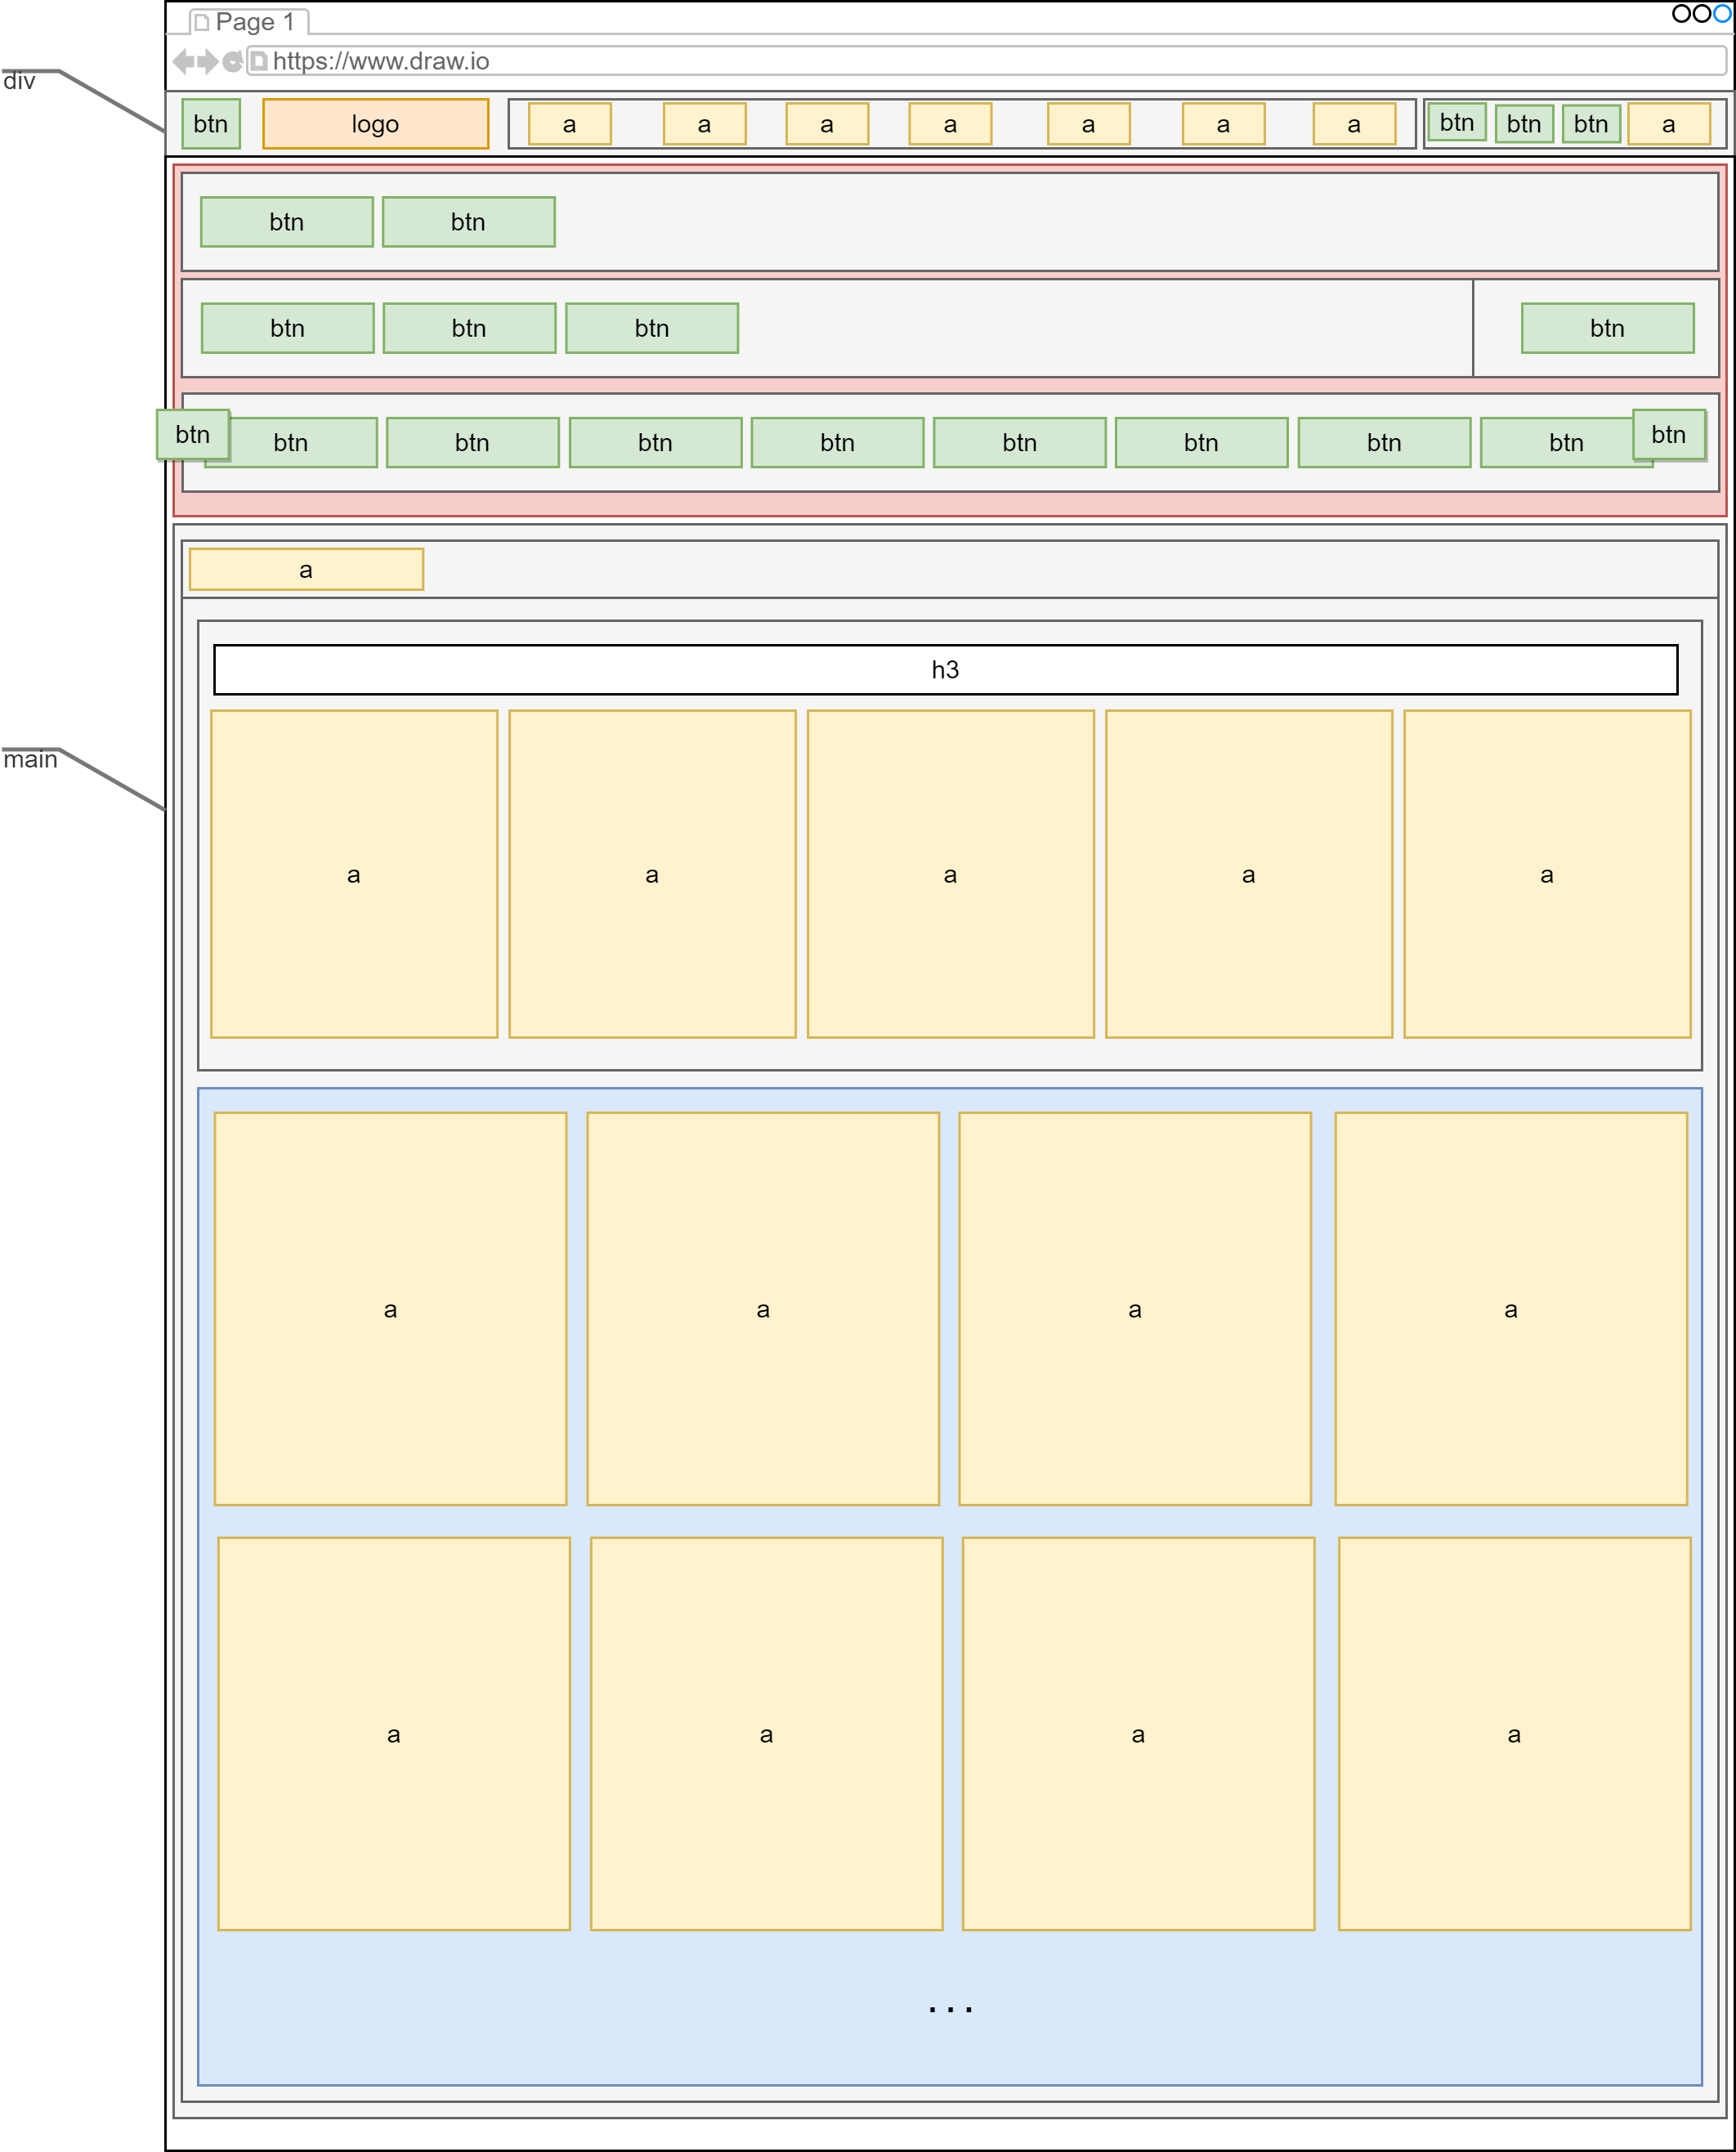 Page 1
https://www.draw.io
div
btn logo a a a a a a a btn btn btn a
btn btn
btn btn btn btn
btn btn btn btn btn btn btn btn btn btn
a
h3
main
a a a a a
a a a a
a a a a
...